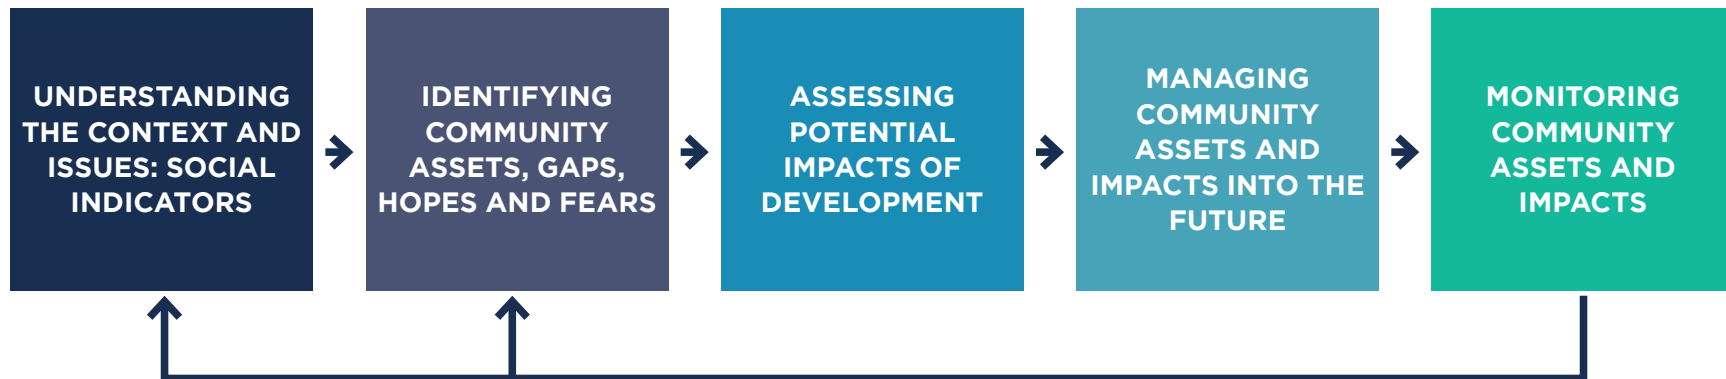 UNDERSTANDING
THE CONTEXT AND
ISSUES: SOCIAL
INDICATORS
IDENTIFYING
COMMUNITY
ASSETS, GAPS,
HOPES AND FEARS
ASSESSING
POTENTIAL
IMPACTS OF
DEVELOPMENT
MANAGING
COMMUNITY
ASSETS AND
IMPACTS INTO THE
FUTURE
MONITORING
COMMUNITY
ASSETS AND
IMPACTS